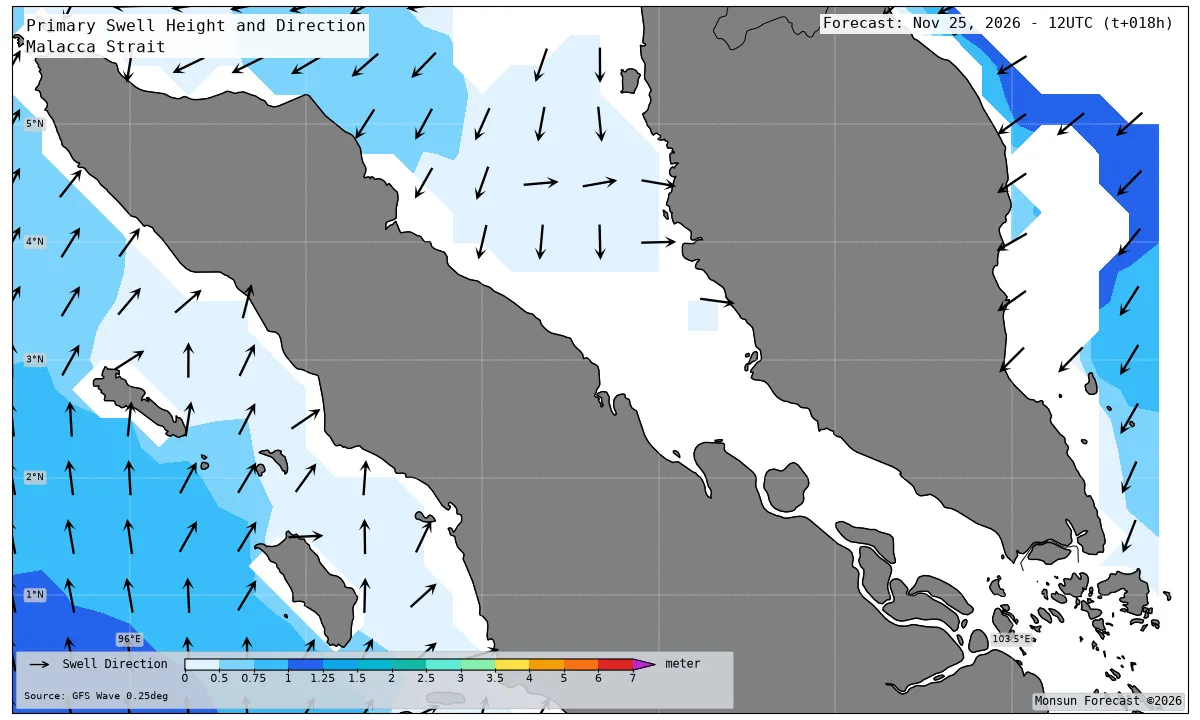 Primary Swell Height and Direction
Malacca Strait
Forecast: Nov 25, 2026 - 12UTC (t+018h)
5°N
4°N
3°N
2°N
1°N
96°E
103.5°E
Swell Direction
0 0.5 0.75 1 1.25 1.5 2 2.5 3 3.5 4 5 6 7
meter
Source: GFS Wave 0.25deg
Monsun Forecast ©2026